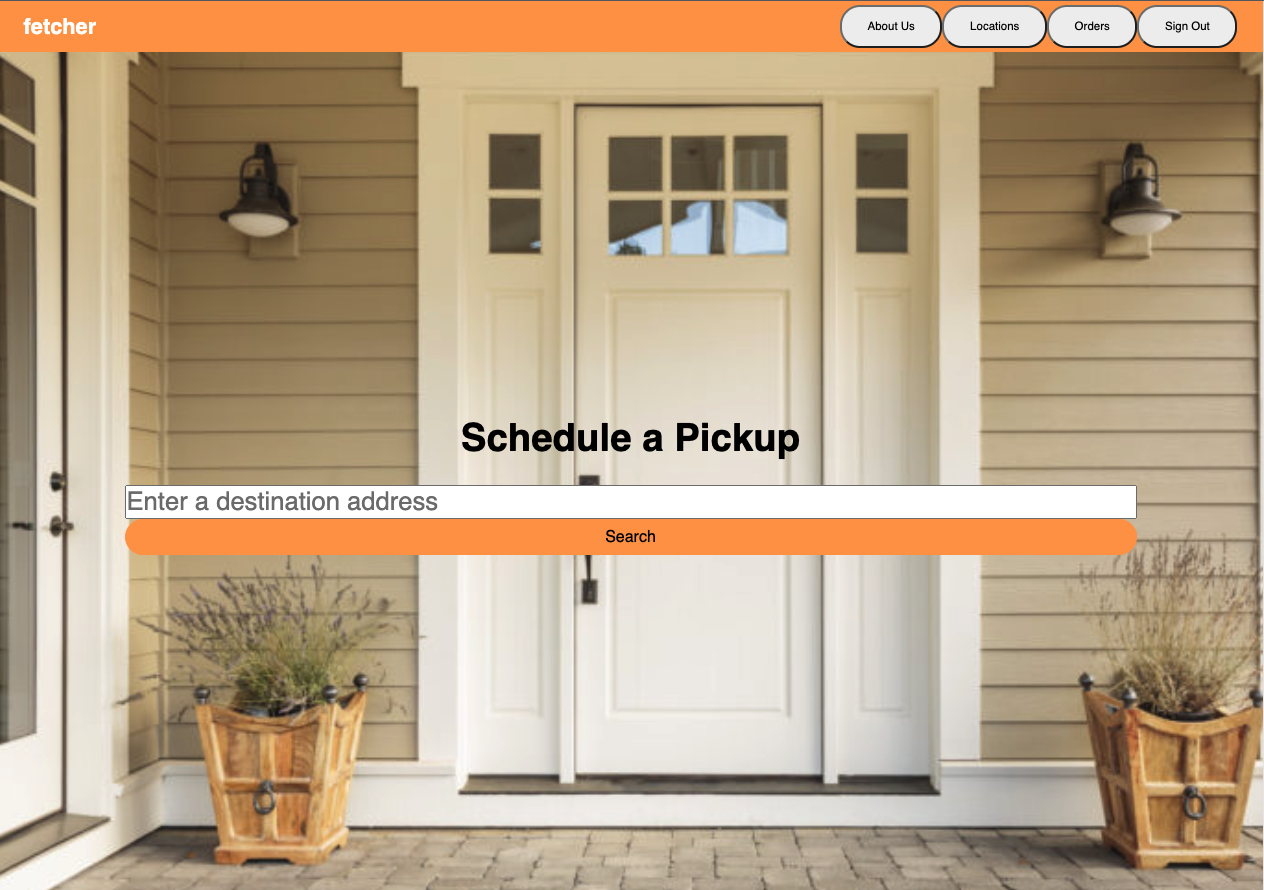 fetcher
About Us
Locations
Orders
Sign Out
Schedule a Pickup
Enter a destination address
Search